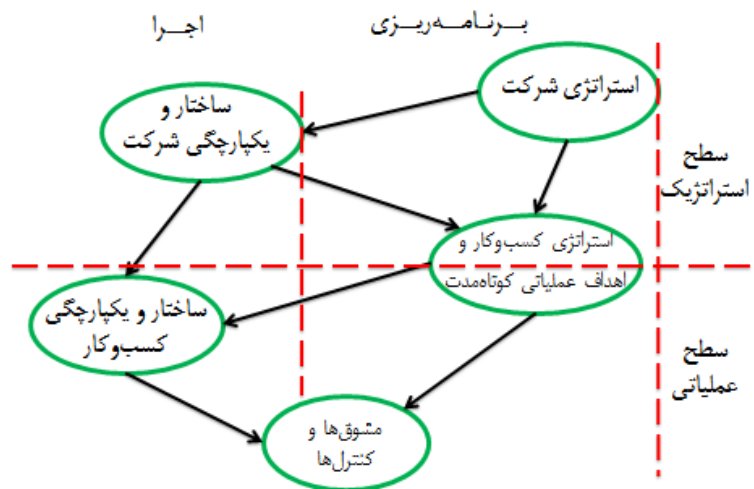 بـرنـامـه‌ریـزی
اجـرا
استراتژی شرکت
ساختار و
یکپارچگی شرکت
سطح
استراتژیک
استراتژی کسب‌وکار و
اهداف عملیاتی کوتاه‌مدت
ساختار و یکپارچگی
کسب‌وکار
سطح
عملیاتی
مشوق‌ها و
کنترل‌ها